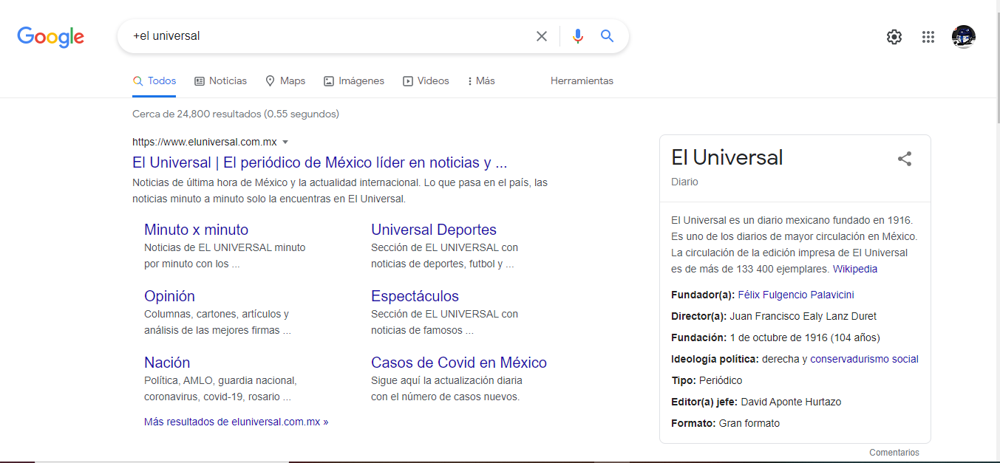 Google
+el universal
Todos
Noticias
Maps
Imágenes
Videos
Más
Herramientas
Cerca de 24,800 resultados (0.55 segundos)
https://www.eluniversal.com.mx
El Universal | El periódico de México líder en noticias y ...
Noticias de última hora de México y la actualidad internacional. Lo que pasa en el país, las
noticias minuto a minuto solo la encuentras en El Universal.
Minuto x minuto
Noticias de EL UNIVERSAL minuto
por minuto con los ...
Universal Deportes
Sección de EL UNIVERSAL con
noticias de deportes, futbol y ...
Opinión
Columnas, cartones, artículos y
análisis de las mejores firmas ...
Espectáculos
Sección de EL UNIVERSAL con
noticias de famosos ...
Nación
Política, AMLO, guardia nacional,
coronavirus, covid-19, rosario ...
Casos de Covid en México
Sigue aquí la actualización diaria
con el número de casos nuevos.
Más resultados de eluniversal.com.mx »
El Universal
Diario
El Universal es un diario mexicano fundado en 1916.
Es uno de los diarios de mayor circulación en México.
La circulación de la edición impresa de El Universal
es de más de 133 400 ejemplares. Wikipedia
Fundador(a): Félix Fulgencio Palavicini
Director(a): Juan Francisco Ealy Lanz Duret
Fundación: 1 de octubre de 1916 (104 años)
Ideología política: derecha y conservadurismo social
Tipo: Periódico
Editor(a) jefe: David Aponte Hurtazo
Formato: Gran formato
Comentarios